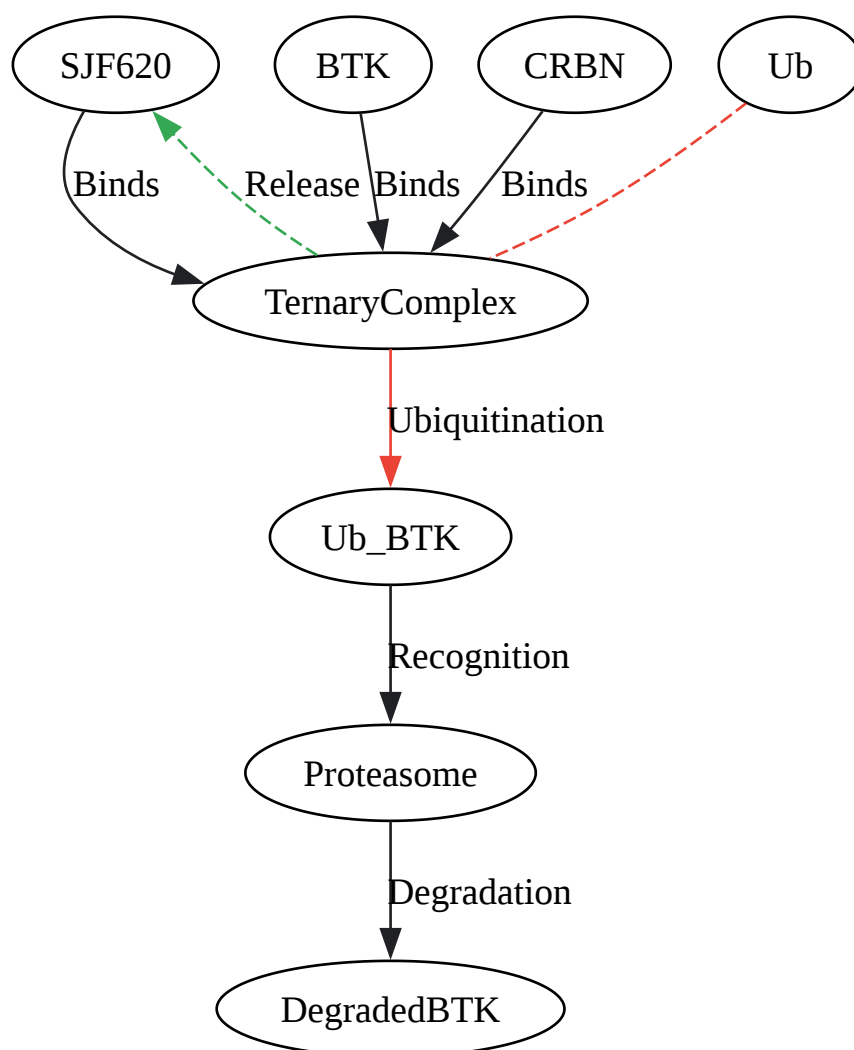 SJF620
BTK
CRBN
Ub
Binds
Release
Binds
Binds
TernaryComplex
Ubiquitination
Ub_BTK
Recognition
Proteasome
Degradation
DegradedBTK